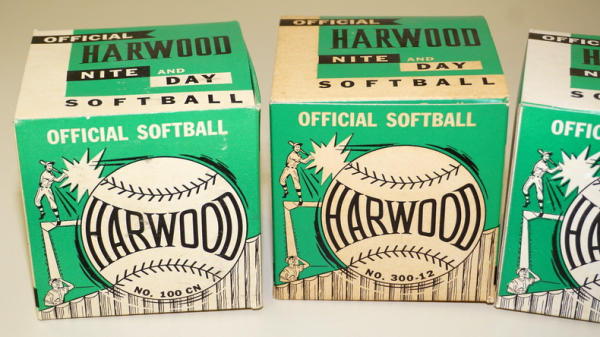 OFFICIAL
HARWOOD
NITE AND DAY
SOFTBALL
OFFICIAL SOFTBALL
HARWOOD
NO. 100 CN
OFFICIAL
HARWOOD
NITE AND DAY
SOFTBALL
OFFICIAL SOFTBALL
HARWOOD
NO. 300-12
OFFICIAL